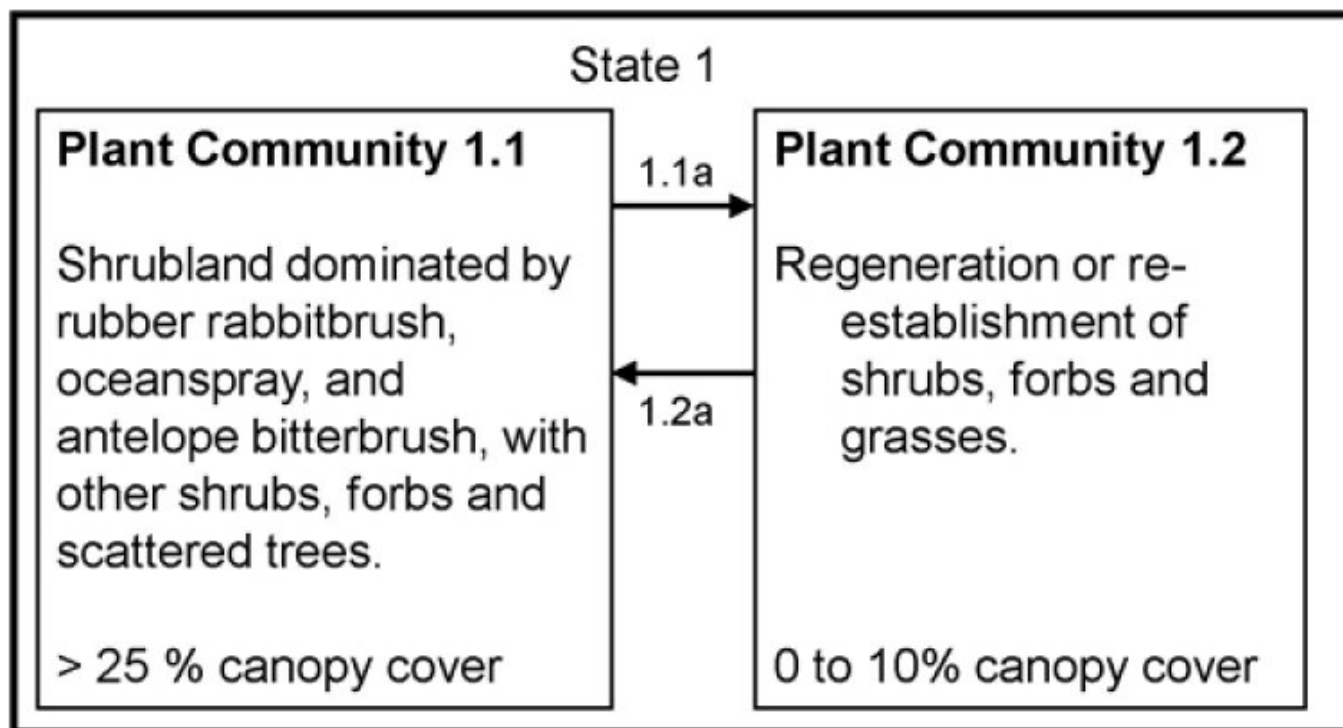 State 1
Plant Community 1.1
Shrubland dominated by
rubber rabbitbrush,
oceanspray, and
antelope bitterbrush, with
other shrubs, forbs and
scattered trees.
> 25 % canopy cover
1.1a
1.2a
Plant Community 1.2
Regeneration or re-
establishment of
shrubs, forbs and
grasses.
0 to 10% canopy cover